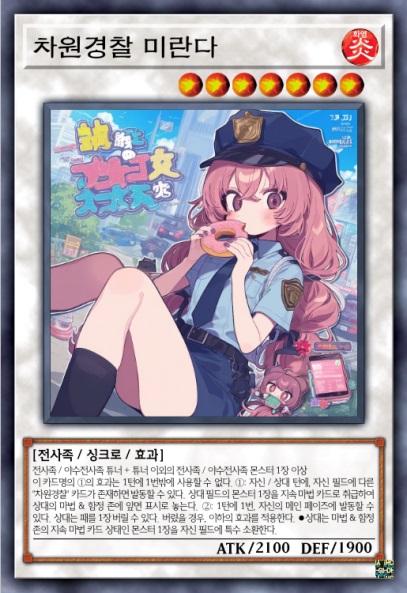 차원경찰 미란다
화염
炎
[전사족 / 싱크로 / 효과]
전사족 / 야수전사족 튜너 + 튜너 이외의 전사족 / 야수전사족 몬스터 1장 이상
이 카드명의 ①의 효과는 1턴에 1번밖에 사용할 수 없다. ①: 자신 / 상대 턴에, 자신 필드에 다른
"차원경찰" 카드가 존재하면 발동할 수 있다. 상대 필드의 몬스터 1장을 지속 마법 카드로 취급하여
상대의 마법 & 함정 존에 앞면 표시로 놓는다. ②: 1턴에 1번, 자신의 메인 페이즈에 발동할 수
있다. 상대는 패를 1장 버릴 수 있다. 버렸을 경우, 이하의 효과를 적용한다. ●상대는 마법 & 함정
존의 지속 마법 카드 상태인 몬스터 1장을 자신 필드에 특수 소환한다.
ATK/2100 DEF/1900